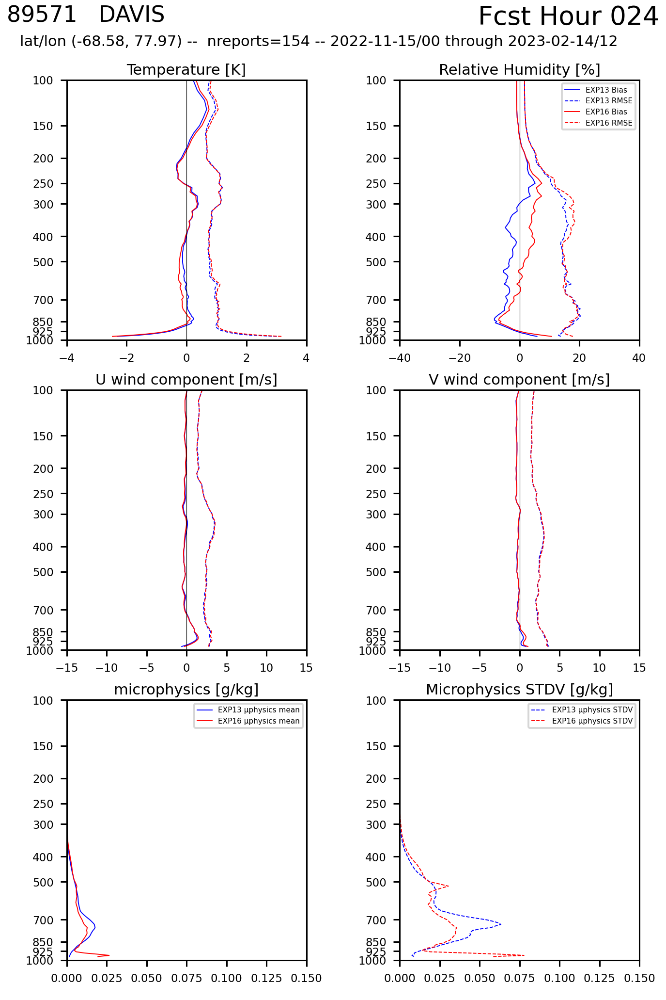 89571   DAVIS
Fcst Hour 024
lat/lon (-68.58, 77.97) --  nreports=154 -- 2022-11-15/00 through 2023-02-14/12
Temperature [K]
100
150
200
250
300
400
500
700
850
925
1000
−4 −2 0 2 4
Relative Humidity [%]
EXP13 Bias
EXP13 RMSE
EXP16 Bias
EXP16 RMSE
100
150
200
250
300
400
500
700
850
925
1000
−40 −20 0 20 40
U wind component [m/s]
100
150
200
250
300
400
500
700
850
925
1000
−15 −10 −5 0 5 10 15
V wind component [m/s]
100
150
200
250
300
400
500
700
850
925
1000
−15 −10 −5 0 5 10 15
microphysics [g/kg]
EXP13 μphysics mean
EXP16 μphysics mean
100
150
200
250
300
400
500
700
850
925
1000
0.000 0.025 0.050 0.075 0.100 0.125 0.150
Microphysics STDV [g/kg]
EXP13 μphysics STDV
EXP16 μphysics STDV
100
150
200
250
300
400
500
700
850
925
1000
0.000 0.025 0.050 0.075 0.100 0.125 0.150